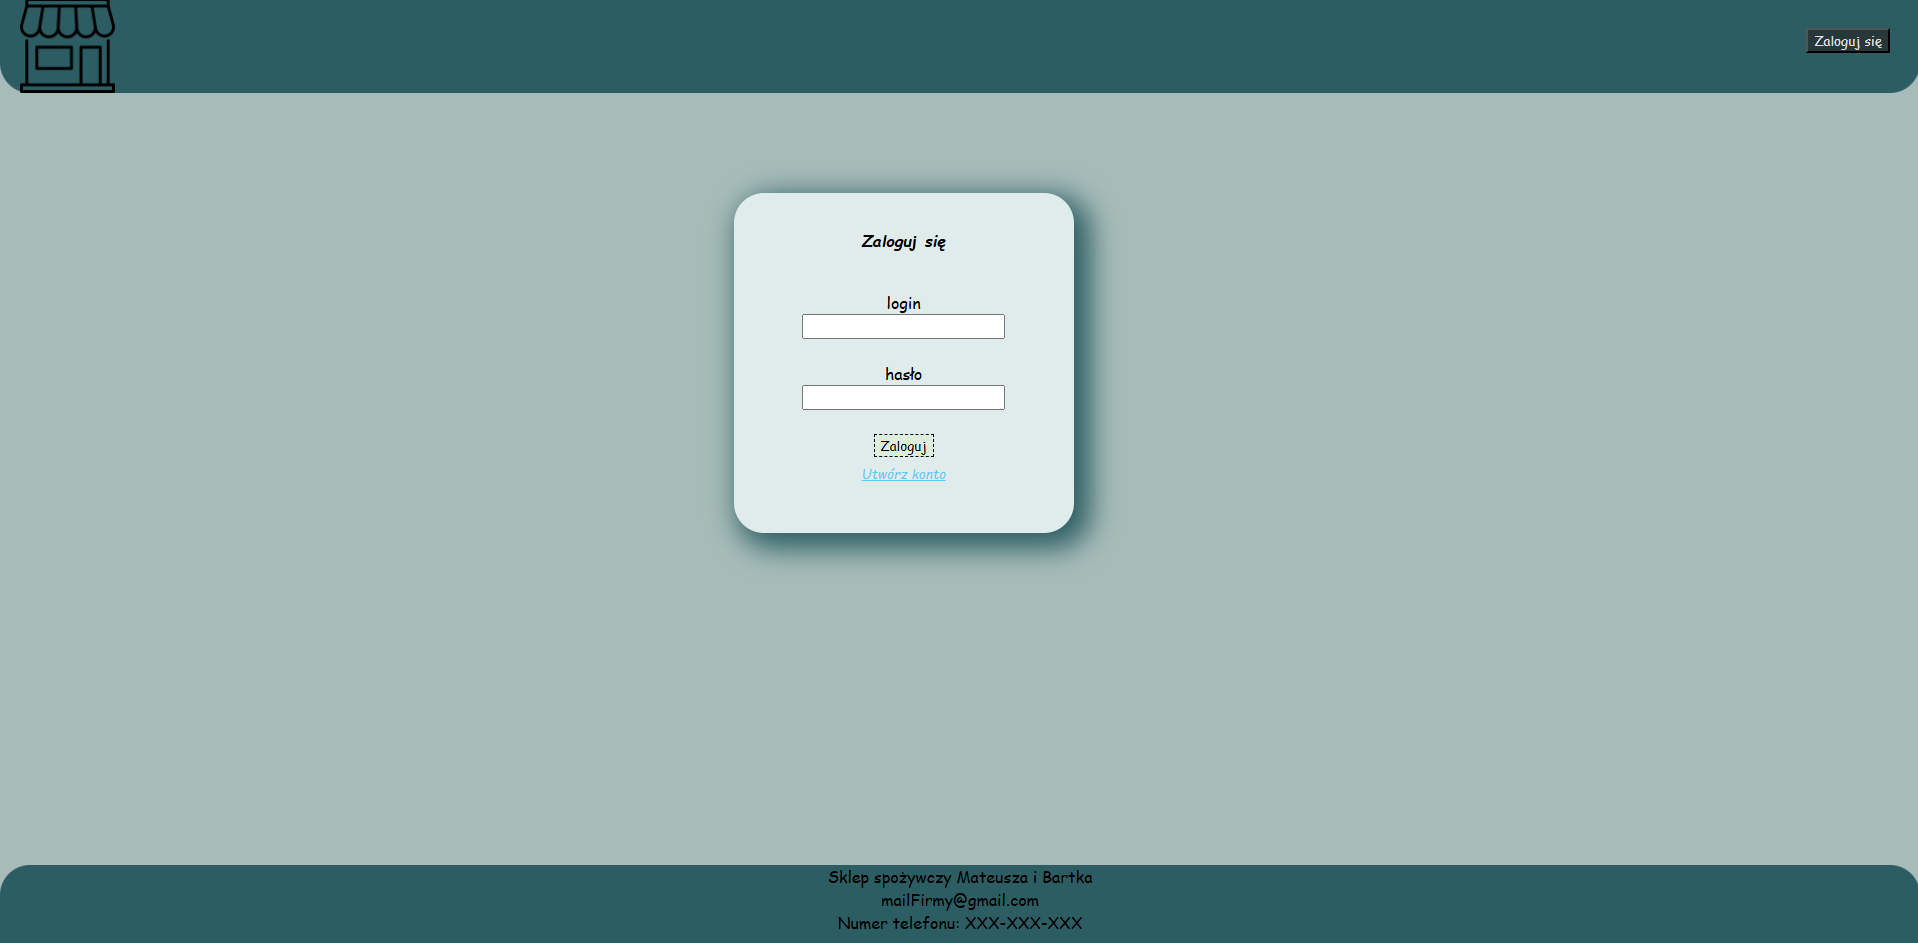 Zaloguj się
Zaloguj się
login
hasło
Zaloguj
Utwórz konto
Sklep spożywczy Mateusza i Bartka
mailFirmy@gmail.com
Numer telefonu: XXX-XXX-XXX